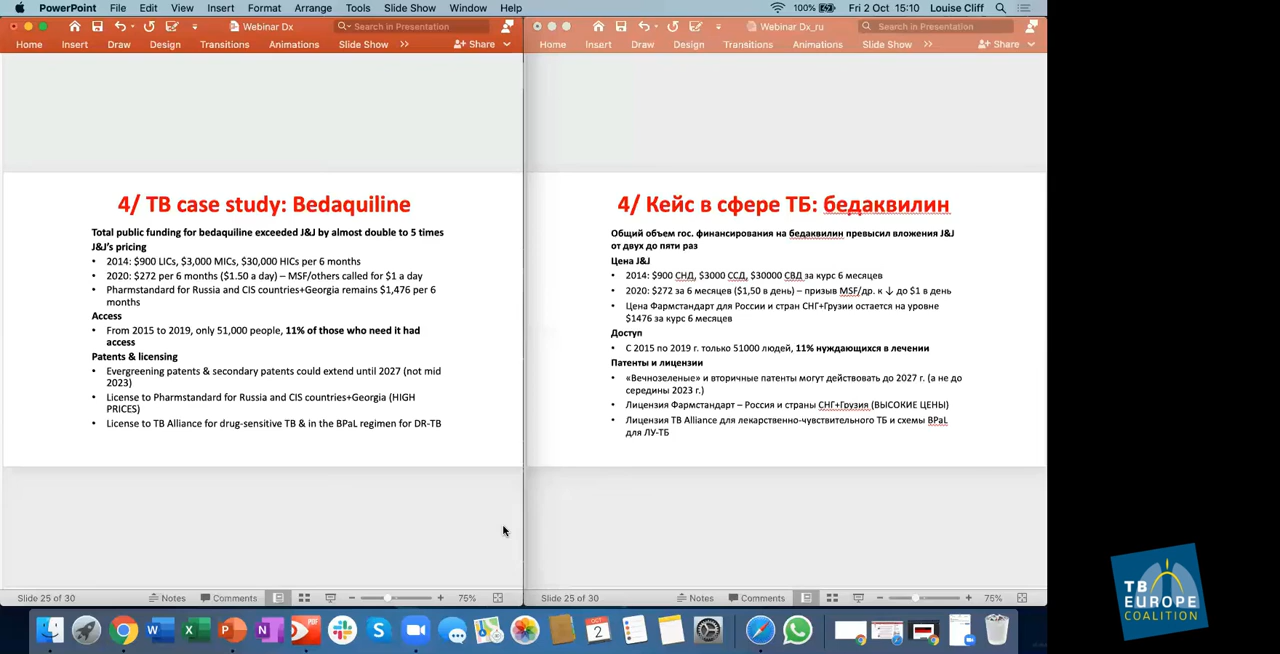 PowerPoint File Edit View Insert Format Arrange Tools Slide Show Window Help 100% Fri 2 Oct 15:10 Louise Cliff
Webinar Dx Search in Presentation
Home Insert Draw Design Transitions Animations Slide Show >> Share
4/ TB case study: Bedaquiline
Total public funding for bedaquiline exceeded J&J by almost double to 5 times
J&J's pricing
• 2014: $900 LICs, $3,000 MICs, $30,000 HICs per 6 months
• 2020: $272 per 6 months ($1.50 a day) – MSF/others called for $1 a day
• Pharmstandard for Russia and CIS countries+Georgia remains $1,476 per 6
months
Access
• From 2015 to 2019, only 51,000 people, 11% of those who need it had
access
Patents & licensing
• Evergreening patents & secondary patents could extend until 2027 (not mid
2023)
• License to Pharmstandard for Russia and CIS countries+Georgia (HIGH
PRICES)
• License to TB Alliance for drug-sensitive TB & in the BPaL regimen for DR-TB
Slide 25 of 30 Notes Comments 75%
Webinar Dx_ru Search in Presentation
Home Insert Draw Design Transitions Animations Slide Show >> Share
4/ Кейс в сфере ТБ: бедаквилин
Общий объем гос. финансирования на бедаквилин превысил вложения J&J
от двух до пяти раз
Цена J&J
• 2014: $900 СНД, $3000 ССД, $30000 СВД за курс 6 месяцев
• 2020: $272 за 6 месяцев ($1,50 в день) – призыв MSF/др. к ↓ до $1 в день
• Цена Фармстандарт для России и стран СНГ+Грузии остается на уровне
$1476 за курс 6 месяцев
Доступ
• С 2015 по 2019 г. только 51000 людей, 11% нуждающихся в лечении
Патенты и лицензии
• «Вечнозеленые» и вторичные патенты могут действовать до 2027 г. (а не до
середины 2023 г.)
• Лицензия Фармстандарт – Россия и страны СНГ+Грузия (ВЫСОКИЕ ЦЕНЫ)
• Лицензия TB Alliance для лекарственно-чувствительного ТБ и схемы BPaL
для ЛУ-ТБ
Slide 25 of 30 Notes Comments 75%
OCT
2
TB
EUROPE
COALITION